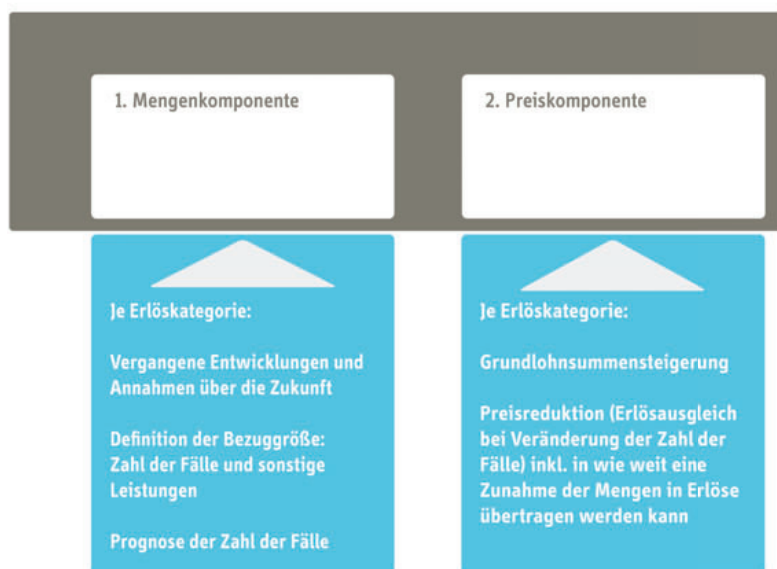 1. Mengenkomponente
2. Preiskomponente
Je Erlöskategorie:
Vergangene Entwicklungen und
Annahmen über die Zukunft
Definition der Bezuggröße:
Zahl der Fälle und sonstige
Leistungen
Prognose der Zahl der Fälle
Je Erlöskategorie:
Grundlohnsummensteigerung
Preisreduktion (Erlösausgleich
bei Veränderung der Zahl der
Fälle) inkl. in wie weit eine
Zunahme der Mengen in Erlöse
übertragen werden kann